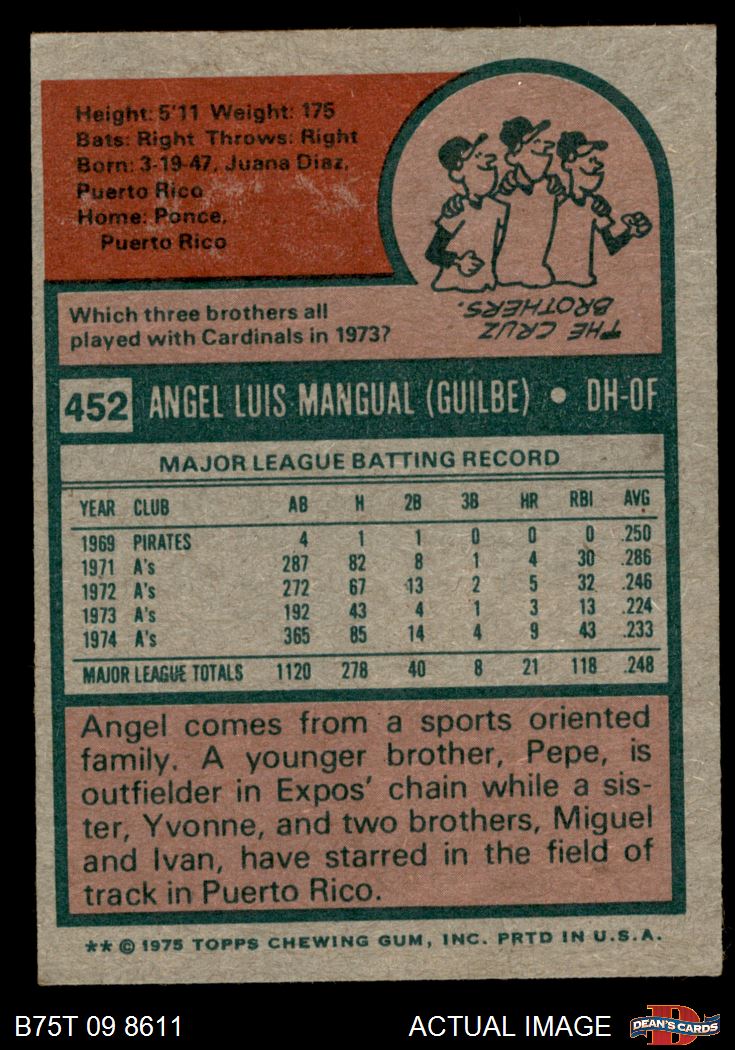 Height: 5'11 Weight: 175
Bats: Right Throws: Right
Born: 3-19-47, Juana Diaz,
Puerto Rico
Home: Ponce,
Puerto Rico
Which three brothers all
played with Cardinals in 1973?
THE CRUZ
BROTHERS.
452 ANGEL LUIS MANGUAL (GUILBE) • DH-OF
MAJOR LEAGUE BATTING RECORD
YEAR CLUB AB H 2B 3B HR RBI AVG
1969 PIRATES 4 1 1 0 0 0 .250
1971 A's 287 82 8 1 4 30 .286
1972 A's 272 67 13 2 5 32 .246
1973 A's 192 43 4 1 3 13 .224
1974 A's 365 85 14 4 9 43 .233
MAJOR LEAGUE TOTALS 1120 278 40 8 21 118 .248
Angel comes from a sports oriented
family. A younger brother, Pepe, is
outfielder in Expos' chain while a sis-
ter, Yvonne, and two brothers, Miguel
and Ivan, have starred in the field of
track in Puerto Rico.
** © 1975 TOPPS CHEWING GUM, INC. PRTD IN U.S.A.
B75T 09 8611 ACTUAL IMAGE D DEAN'S CARDS